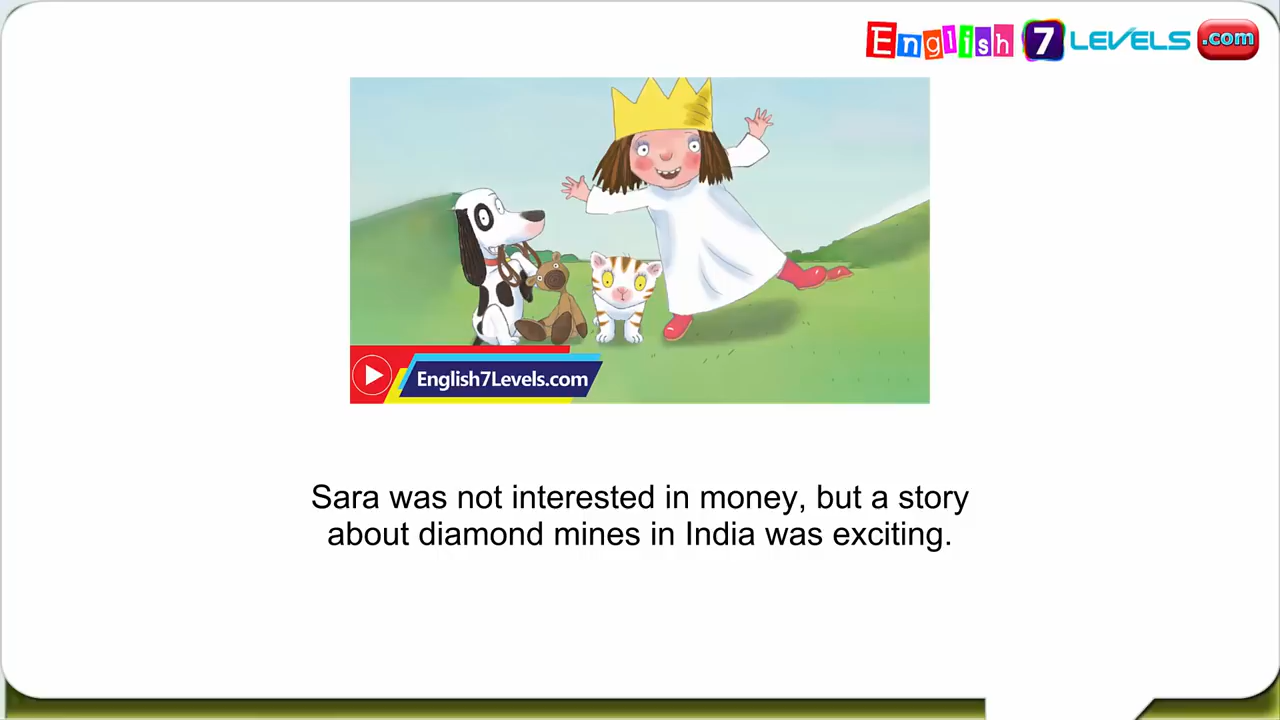 English 7 LEVELS .com
English7Levels.com
Sara was not interested in money, but a story
about diamond mines in India was exciting.